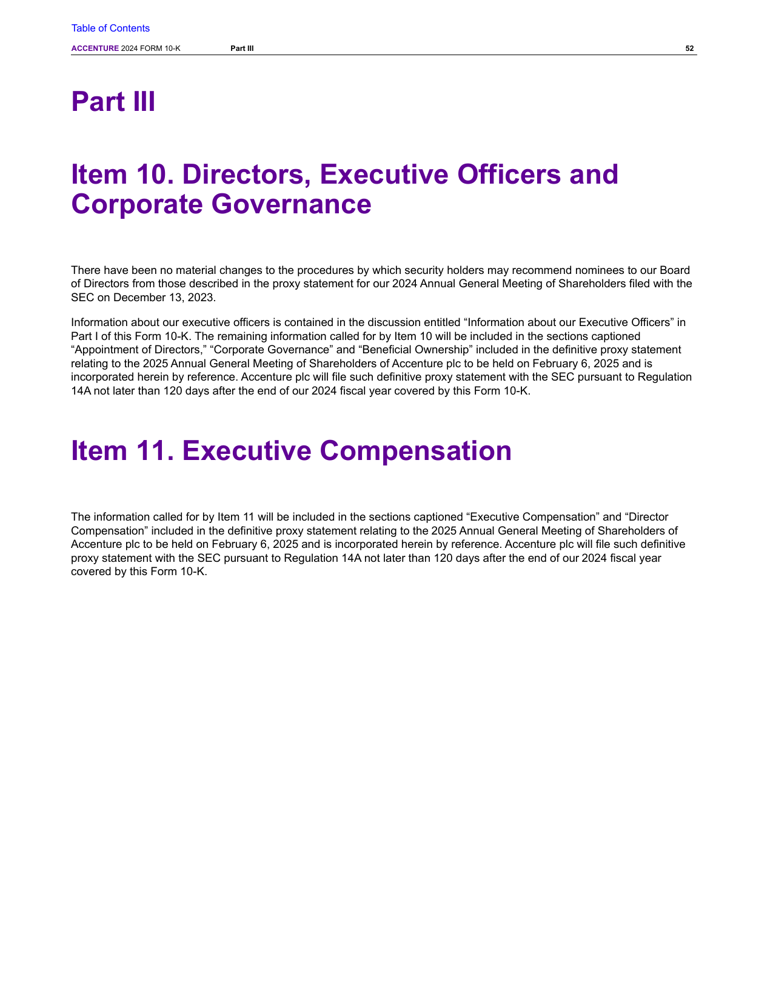 Table of Contents
ACCENTURE 2024 FORM 10-K Part III 52
Part III
Item 10. Directors, Executive Officers and
Corporate Governance
There have been no material changes to the procedures by which security holders may recommend nominees to our Board
of Directors from those described in the proxy statement for our 2024 Annual General Meeting of Shareholders filed with the
SEC on December 13, 2023.
Information about our executive officers is contained in the discussion entitled “Information about our Executive Officers” in
Part I of this Form 10-K. The remaining information called for by Item 10 will be included in the sections captioned
“Appointment of Directors,” “Corporate Governance” and “Beneficial Ownership” included in the definitive proxy statement
relating to the 2025 Annual General Meeting of Shareholders of Accenture plc to be held on February 6, 2025 and is
incorporated herein by reference. Accenture plc will file such definitive proxy statement with the SEC pursuant to Regulation
14A not later than 120 days after the end of our 2024 fiscal year covered by this Form 10-K.
Item 11. Executive Compensation
The information called for by Item 11 will be included in the sections captioned “Executive Compensation” and “Director
Compensation” included in the definitive proxy statement relating to the 2025 Annual General Meeting of Shareholders of
Accenture plc to be held on February 6, 2025 and is incorporated herein by reference. Accenture plc will file such definitive
proxy statement with the SEC pursuant to Regulation 14A not later than 120 days after the end of our 2024 fiscal year
covered by this Form 10-K.